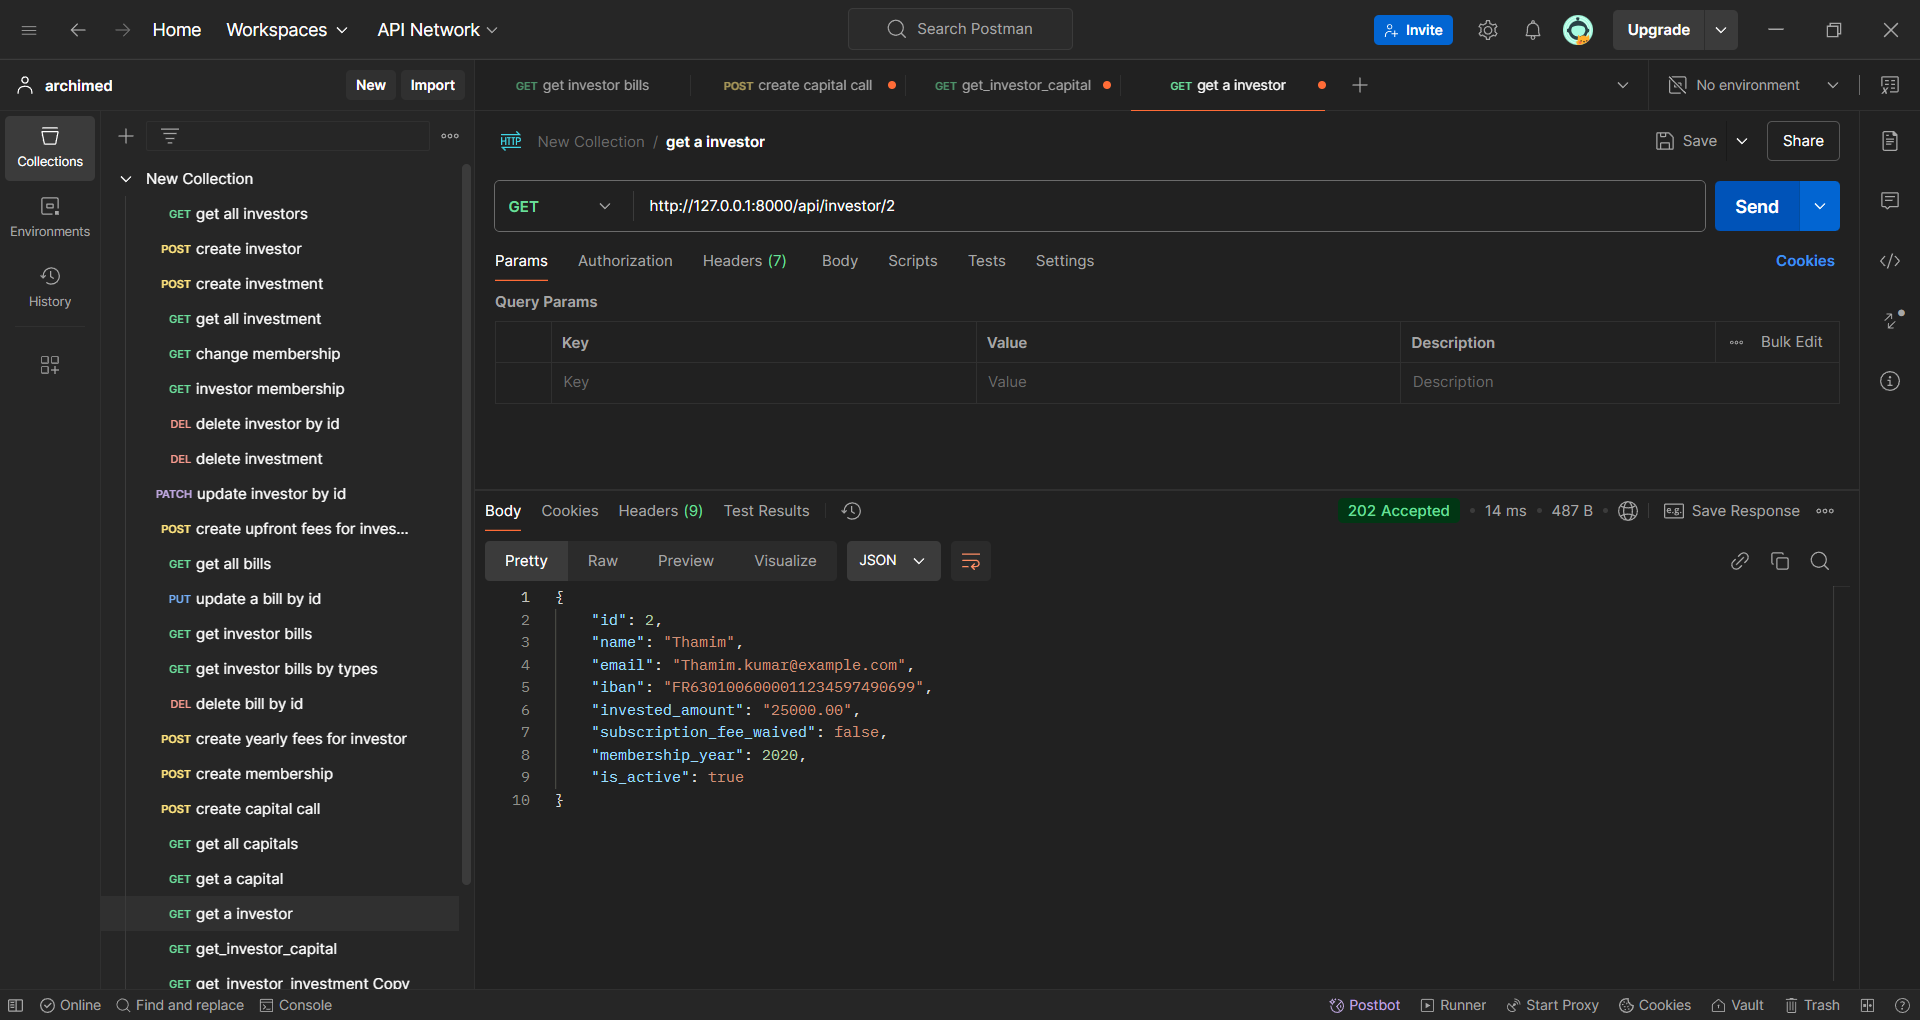 Home Workspaces API Network Search Postman Invite Upgrade
archimed New Import
GET get investor bills POST create capital call GET get_investor_capital GET get a investor No environment
Collections
Environments
History
New Collection
GET get all investors
POST create investor
POST create investment
GET get all investment
GET change membership
GET investor membership
DEL delete investor by id
DEL delete investment
PATCH update investor by id
POST create upfront fees for inves...
GET get all bills
PUT update a bill by id
GET get investor bills
GET get investor bills by types
DEL delete bill by id
POST create yearly fees for investor
POST create membership
POST create capital call
GET get all capitals
GET get a capital
GET get a investor
GET get_investor_capital
GET get_investor_investment Copy
HTTP New Collection / get a investor Save Share
GET http://127.0.0.1:8000/api/investor/2 Send
Params Authorization Headers (7) Body Scripts Tests Settings Cookies
Query Params
Key Value Description Bulk Edit
Key Value Description
Body Cookies Headers (9) Test Results 202 Accepted 14 ms 487 B e.g. Save Response
Pretty Raw Preview Visualize JSON
1 {
2 "id": 2,
3 "name": "Thamim",
4 "email": "Thamim.kumar@example.com",
5 "iban": "FR6301006000011234597490699",
6 "invested_amount": "25000.00",
7 "subscription_fee_waived": false,
8 "membership_year": 2020,
9 "is_active": true
10 }
Online Find and replace Console Postbot Runner Start Proxy Cookies Vault Trash